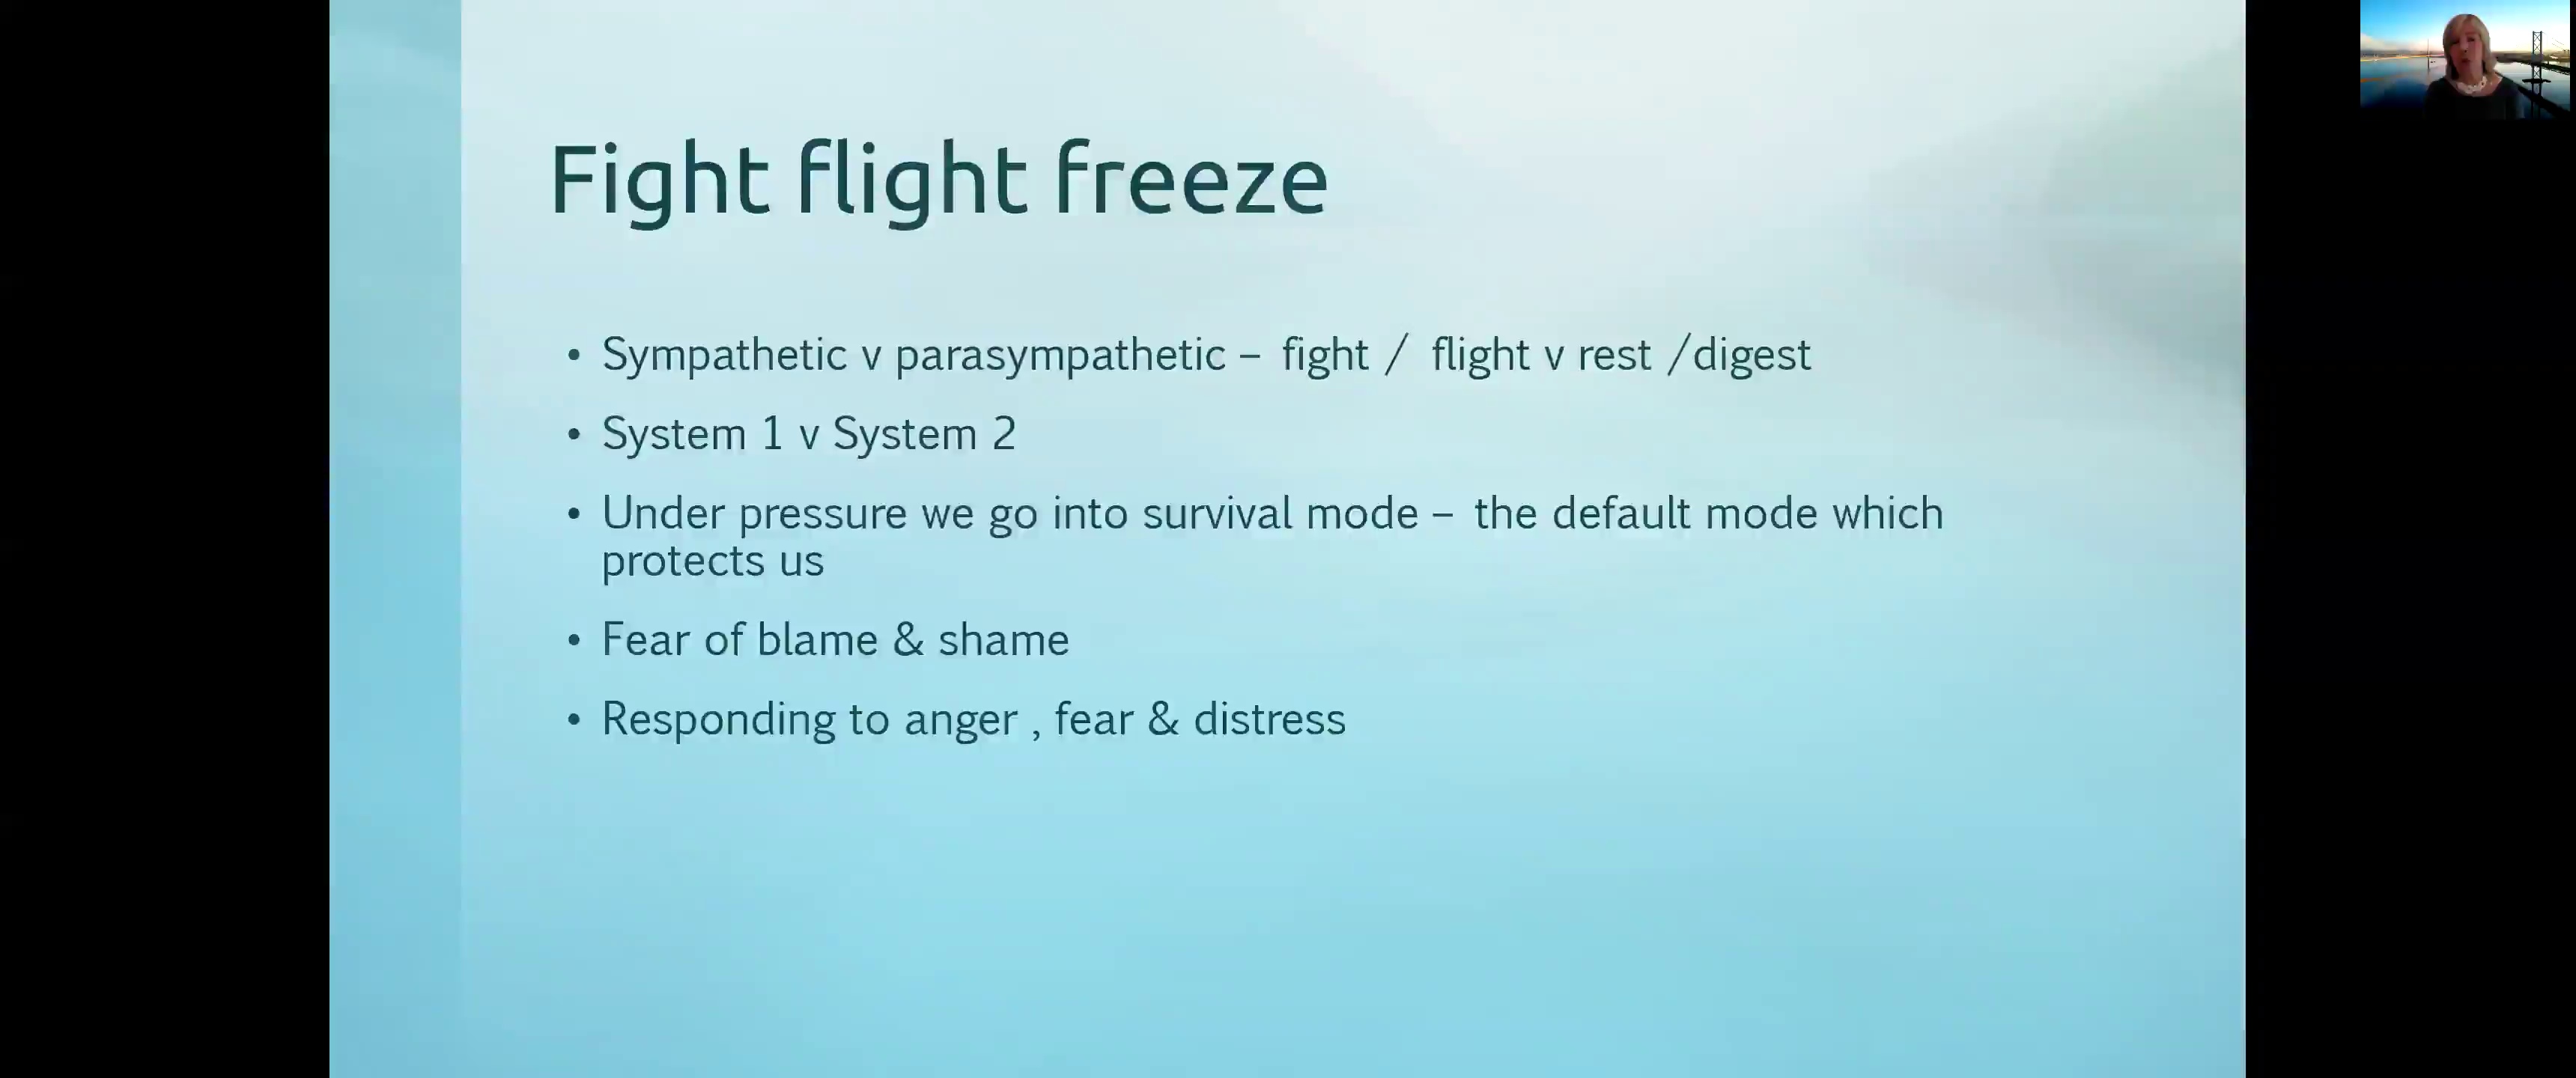 Fight flight freeze
• Sympathetic v parasympathetic – fight / flight v rest /digest
• System 1 v System 2
• Under pressure we go into survival mode – the default mode which
protects us
• Fear of blame & shame
• Responding to anger , fear & distress